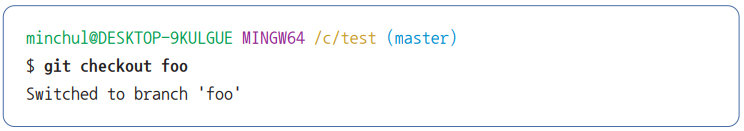 minchul@DESKTOP-9KULGUE MINGW64 /c/test (master)
$ git checkout foo
Switched to branch 'foo'